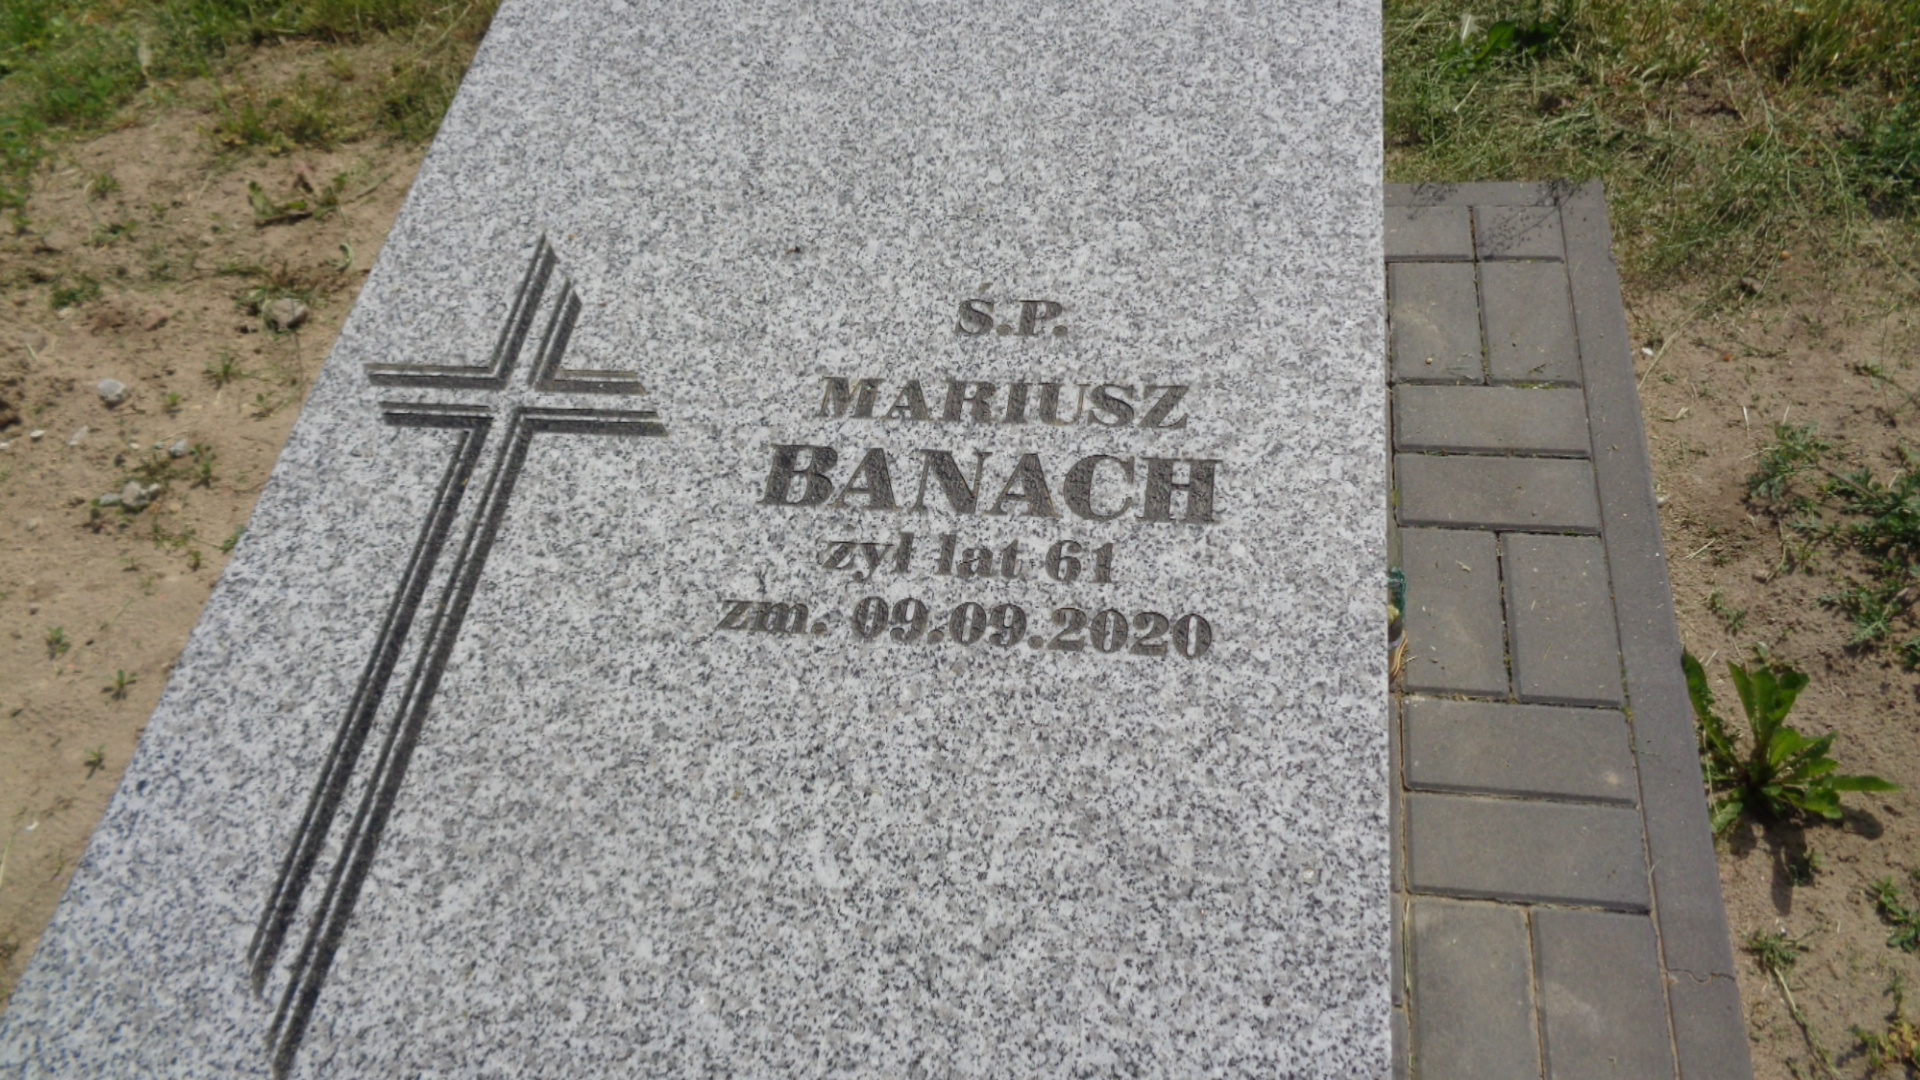 Ś.P.
MARIUSZ
BANACH
żył lat 61
zm. 09.09.2020